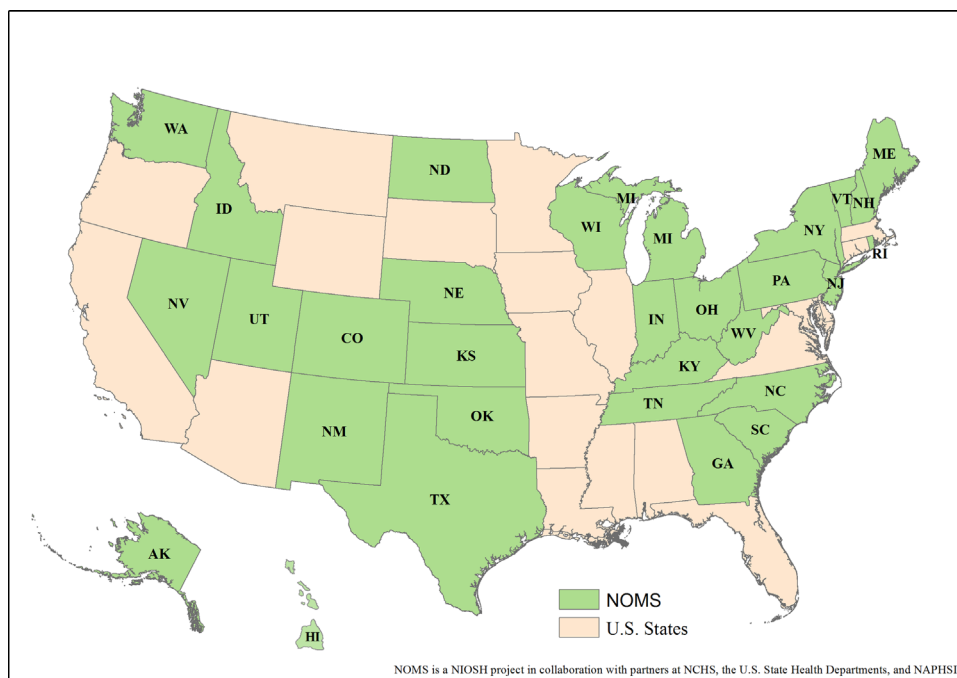 WA
ND
ME
MI
VT
NH
ID
WI
MI
NY
RI
PA
NJ
NE
NV
UT
CO
IN
OH
WV
KS
KY
NC
TN
OK
NM
SC
GA
TX
AK
HI
NOMS
U.S. States
NOMS is a NIOSH project in collaboration with partners at NCHS, the U.S. State Health Departments, and NAPHSI